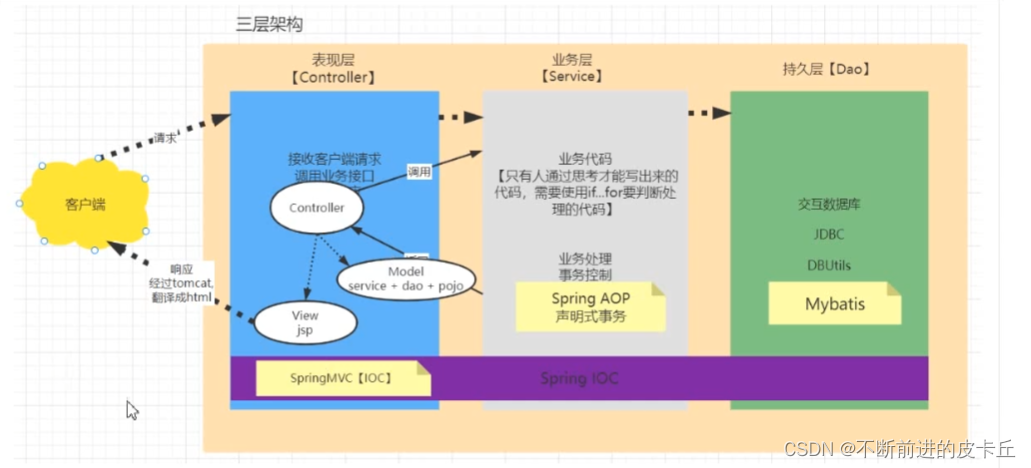 三层架构
表现层
【Controller】
业务层
【Service】
持久层【Dao】
请求
接收客户端请求
调用业务接口
调用
Controller
客户端
业务代码
【只有人通过思考才能写出来的
代码，需要使用if...for要判断处
理的代码】
交互数据库
JDBC
DBUtils
Mybatis
响应
经过tomcat,
翻译成html
Model
service + dao + pojo
View
jsp
业务处理
事务控制
Spring AOP
声明式事务
SpringMVC【IOC】
Spring IOC
CSDN @不断前进的皮卡丘